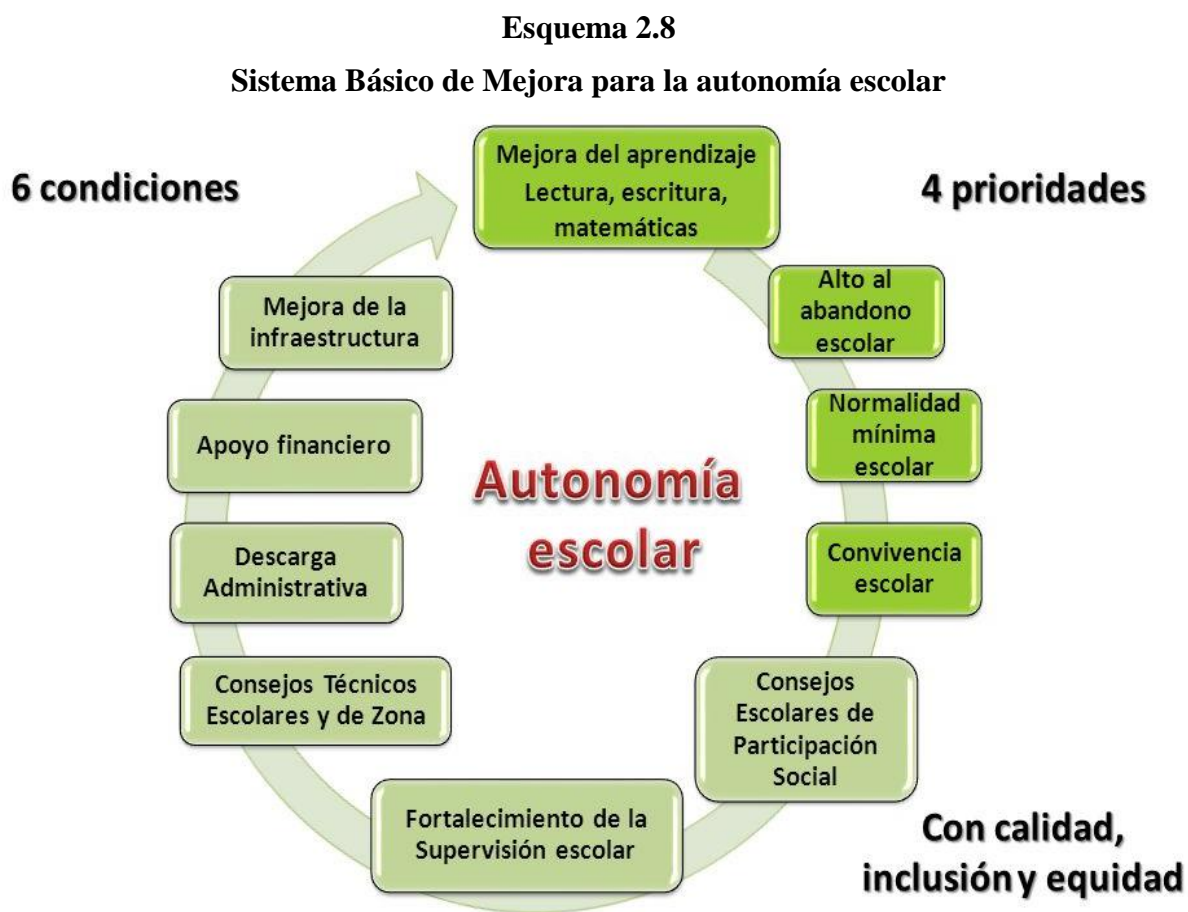 Esquema 2.8
Sistema Básico de Mejora para la autonomía escolar
6 condiciones
4 prioridades
Mejora del aprendizaje
Lectura, escritura,
matemáticas
Alto al
abandono
escolar
Normalidad
mínima
escolar
Convivencia
escolar
Consejos
Escolares de
Participación
Social
Fortalecimiento de la
Supervisión escolar
Consejos Técnicos
Escolares y de Zona
Descarga
Administrativa
Apoyo financiero
Mejora de la
infraestructura
Autonomía
escolar
Con calidad,
inclusión y equidad